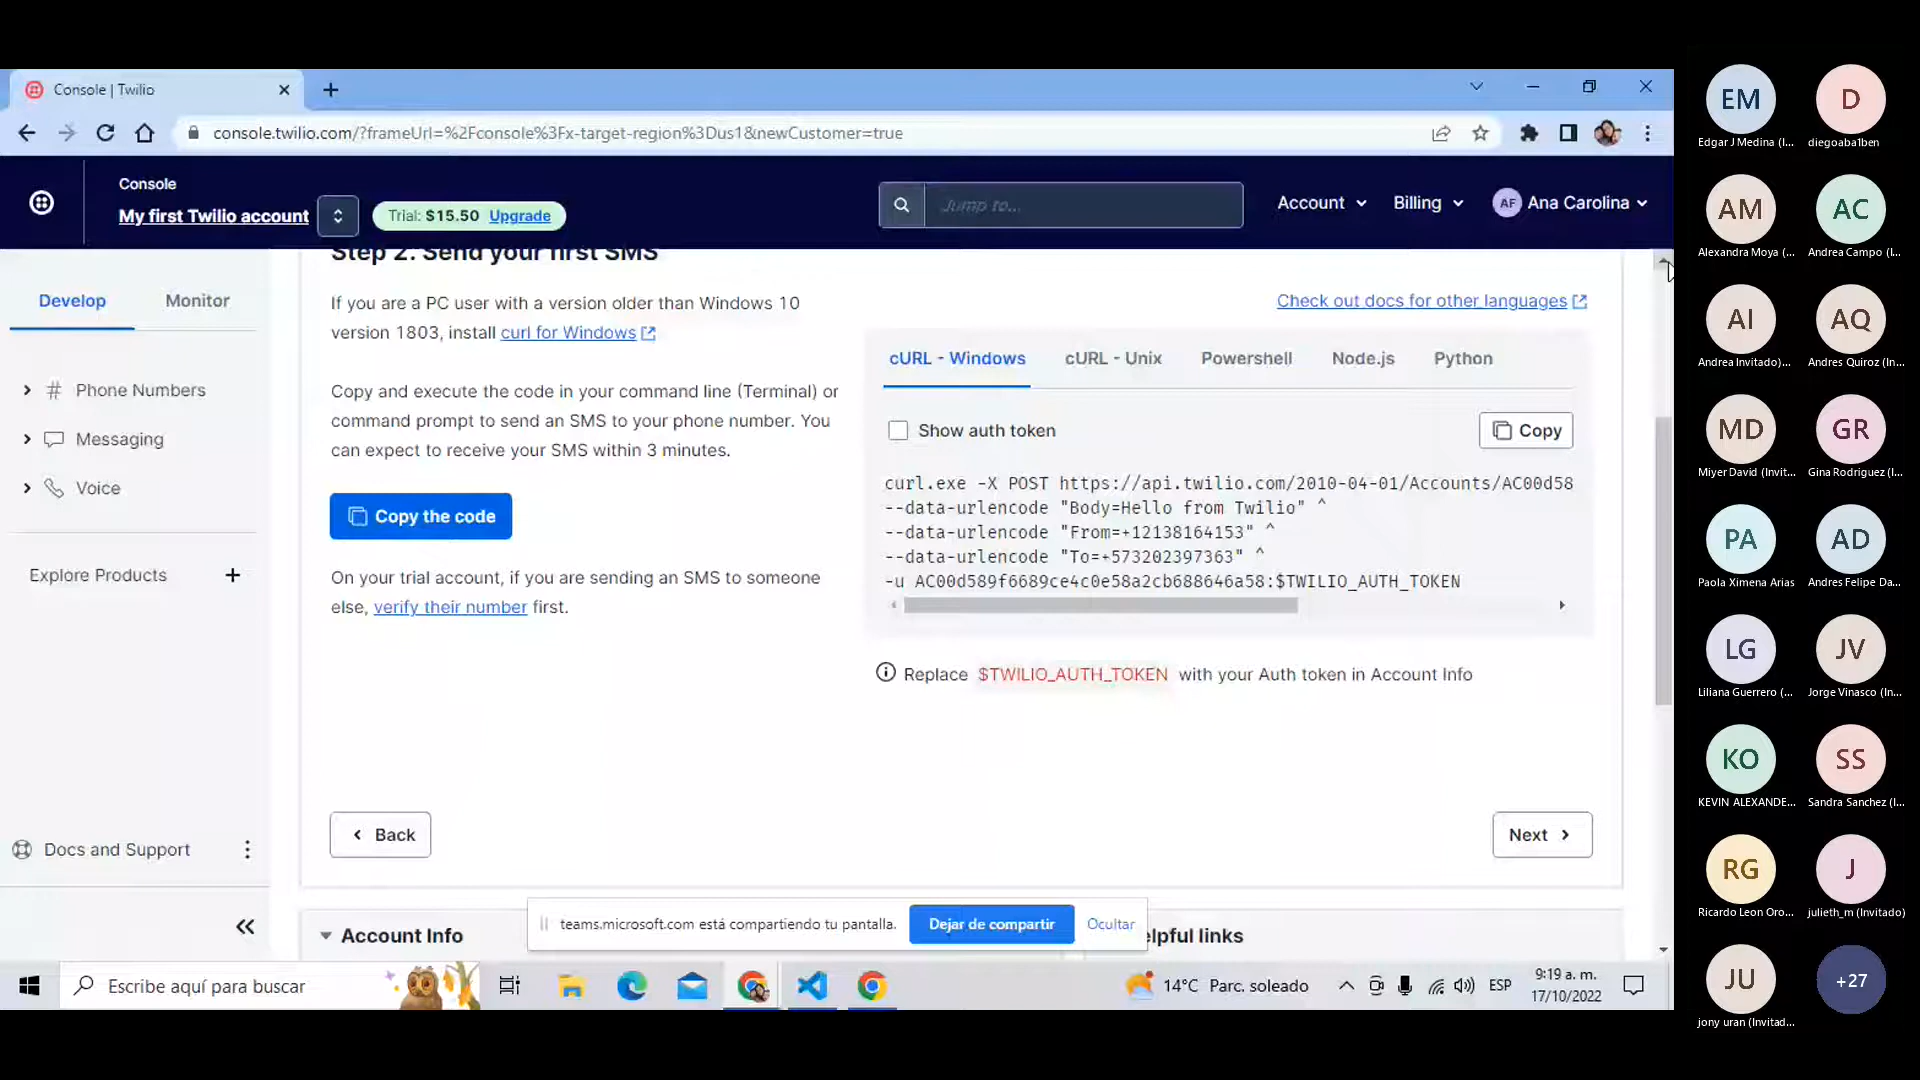 Console | Twilio
console.twilio.com/?frameUrl=%2Fconsole%3Fx-target-region%3Dus1&newCustomer=true
Console
My first Twilio account
Trial: $15.50 Upgrade
Jump to...
Account
Billing
AF Ana Carolina
Develop
Monitor
# Phone Numbers
Messaging
Voice
Explore Products +
Docs and Support
Step 2: Send your first SMS
If you are a PC user with a version older than Windows 10
version 1803, install curl for Windows
Copy and execute the code in your command line (Terminal) or
command prompt to send an SMS to your phone number. You
can expect to receive your SMS within 3 minutes.
Copy the code
On your trial account, if you are sending an SMS to someone
else, verify their number first.
Check out docs for other languages
cURL - Windows
cURL - Unix
Powershell
Node.js
Python
Show auth token
Copy
curl.exe -X POST https://api.twilio.com/2010-04-01/Accounts/AC00d58
--data-urlencode "Body=Hello from Twilio" ^
--data-urlencode "From=+12138164153" ^
--data-urlencode "To=+573202397363" ^
-u AC00d589f6689ce4c0e58a2cb688646a58:$TWILIO_AUTH_TOKEN
Replace $TWILIO_AUTH_TOKEN with your Auth token in Account Info
Back
Next
Account Info
elpful links
teams.microsoft.com está compartiendo tu pantalla.
Dejar de compartir
Ocultar
Escribe aquí para buscar
14°C Parc. soleado
ESP
9:19 a. m.
17/10/2022
EM
Edgar J Medina (I...
D
diegoaba1ben
AM
Alexandra Moya (...
AC
Andrea Campo (I...
AI
Andrea Invitado)...
AQ
Andres Quiroz (In...
MD
Miyer David (Invit...
GR
Gina Rodriguez (I...
PA
Paola Ximena Arias
AD
Andres Felipe Da...
LG
Liliana Guerrero (...
JV
Jorge Vinasco (In...
KO
KEVIN ALEXANDE...
SS
Sandra Sanchez (I...
RG
Ricardo Leon Oro...
J
julieth_m (Invitado)
JU
jony uran (Invitad...
+27